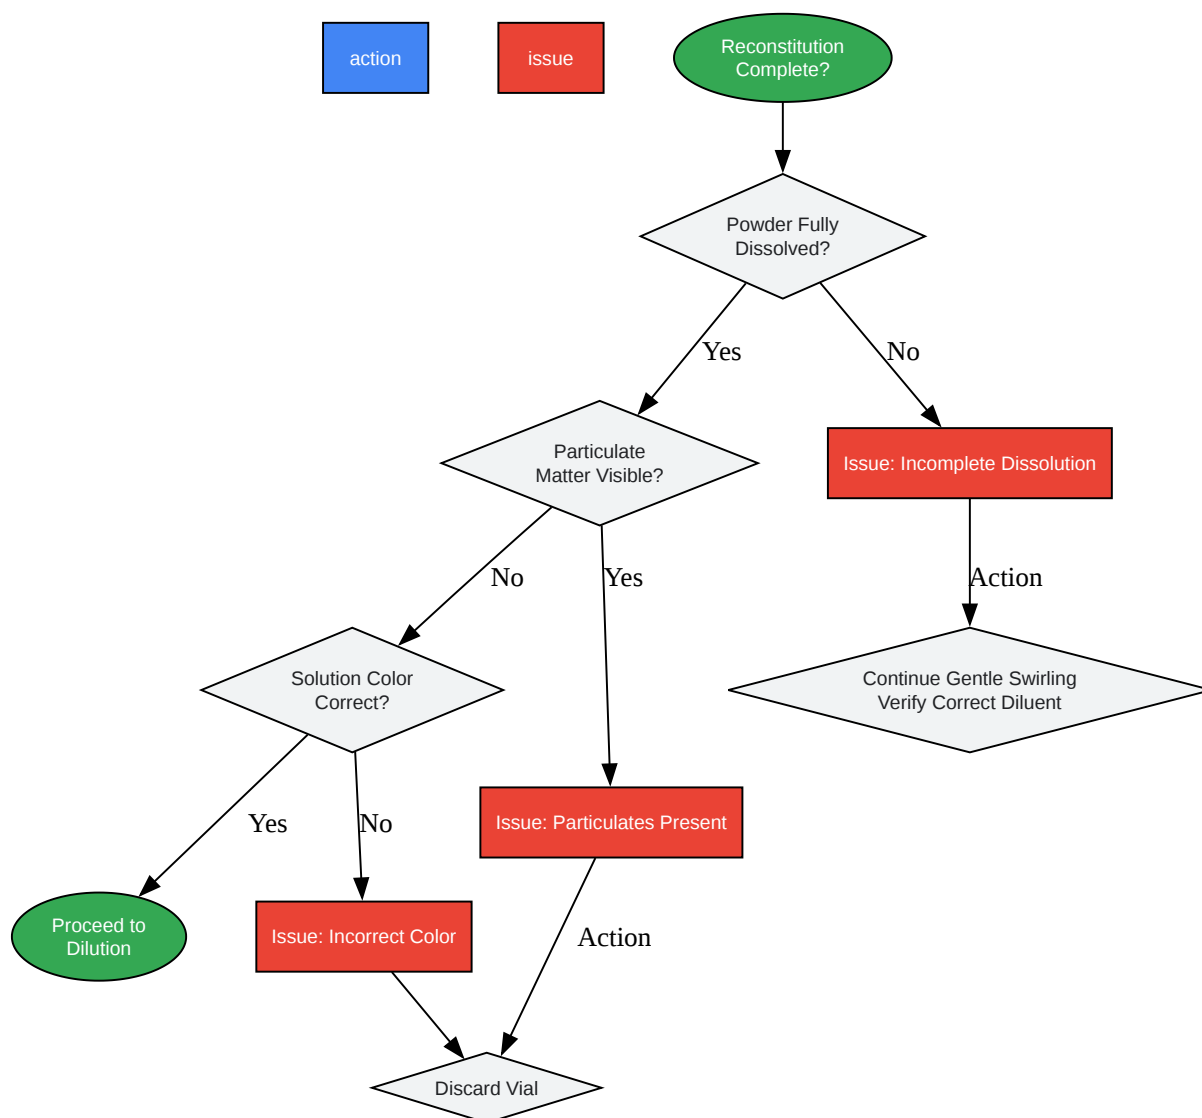 action
issue
Reconstitution
Complete?
Powder Fully
Dissolved?
Yes
No
Particulate
Matter Visible?
Issue: Incomplete Dissolution
No
Yes
Action
Solution Color
Correct?
Continue Gentle Swirling
Verify Correct Diluent
Yes
No
Issue: Particulates Present
Proceed to
Dilution
Issue: Incorrect Color
Action
Discard Vial